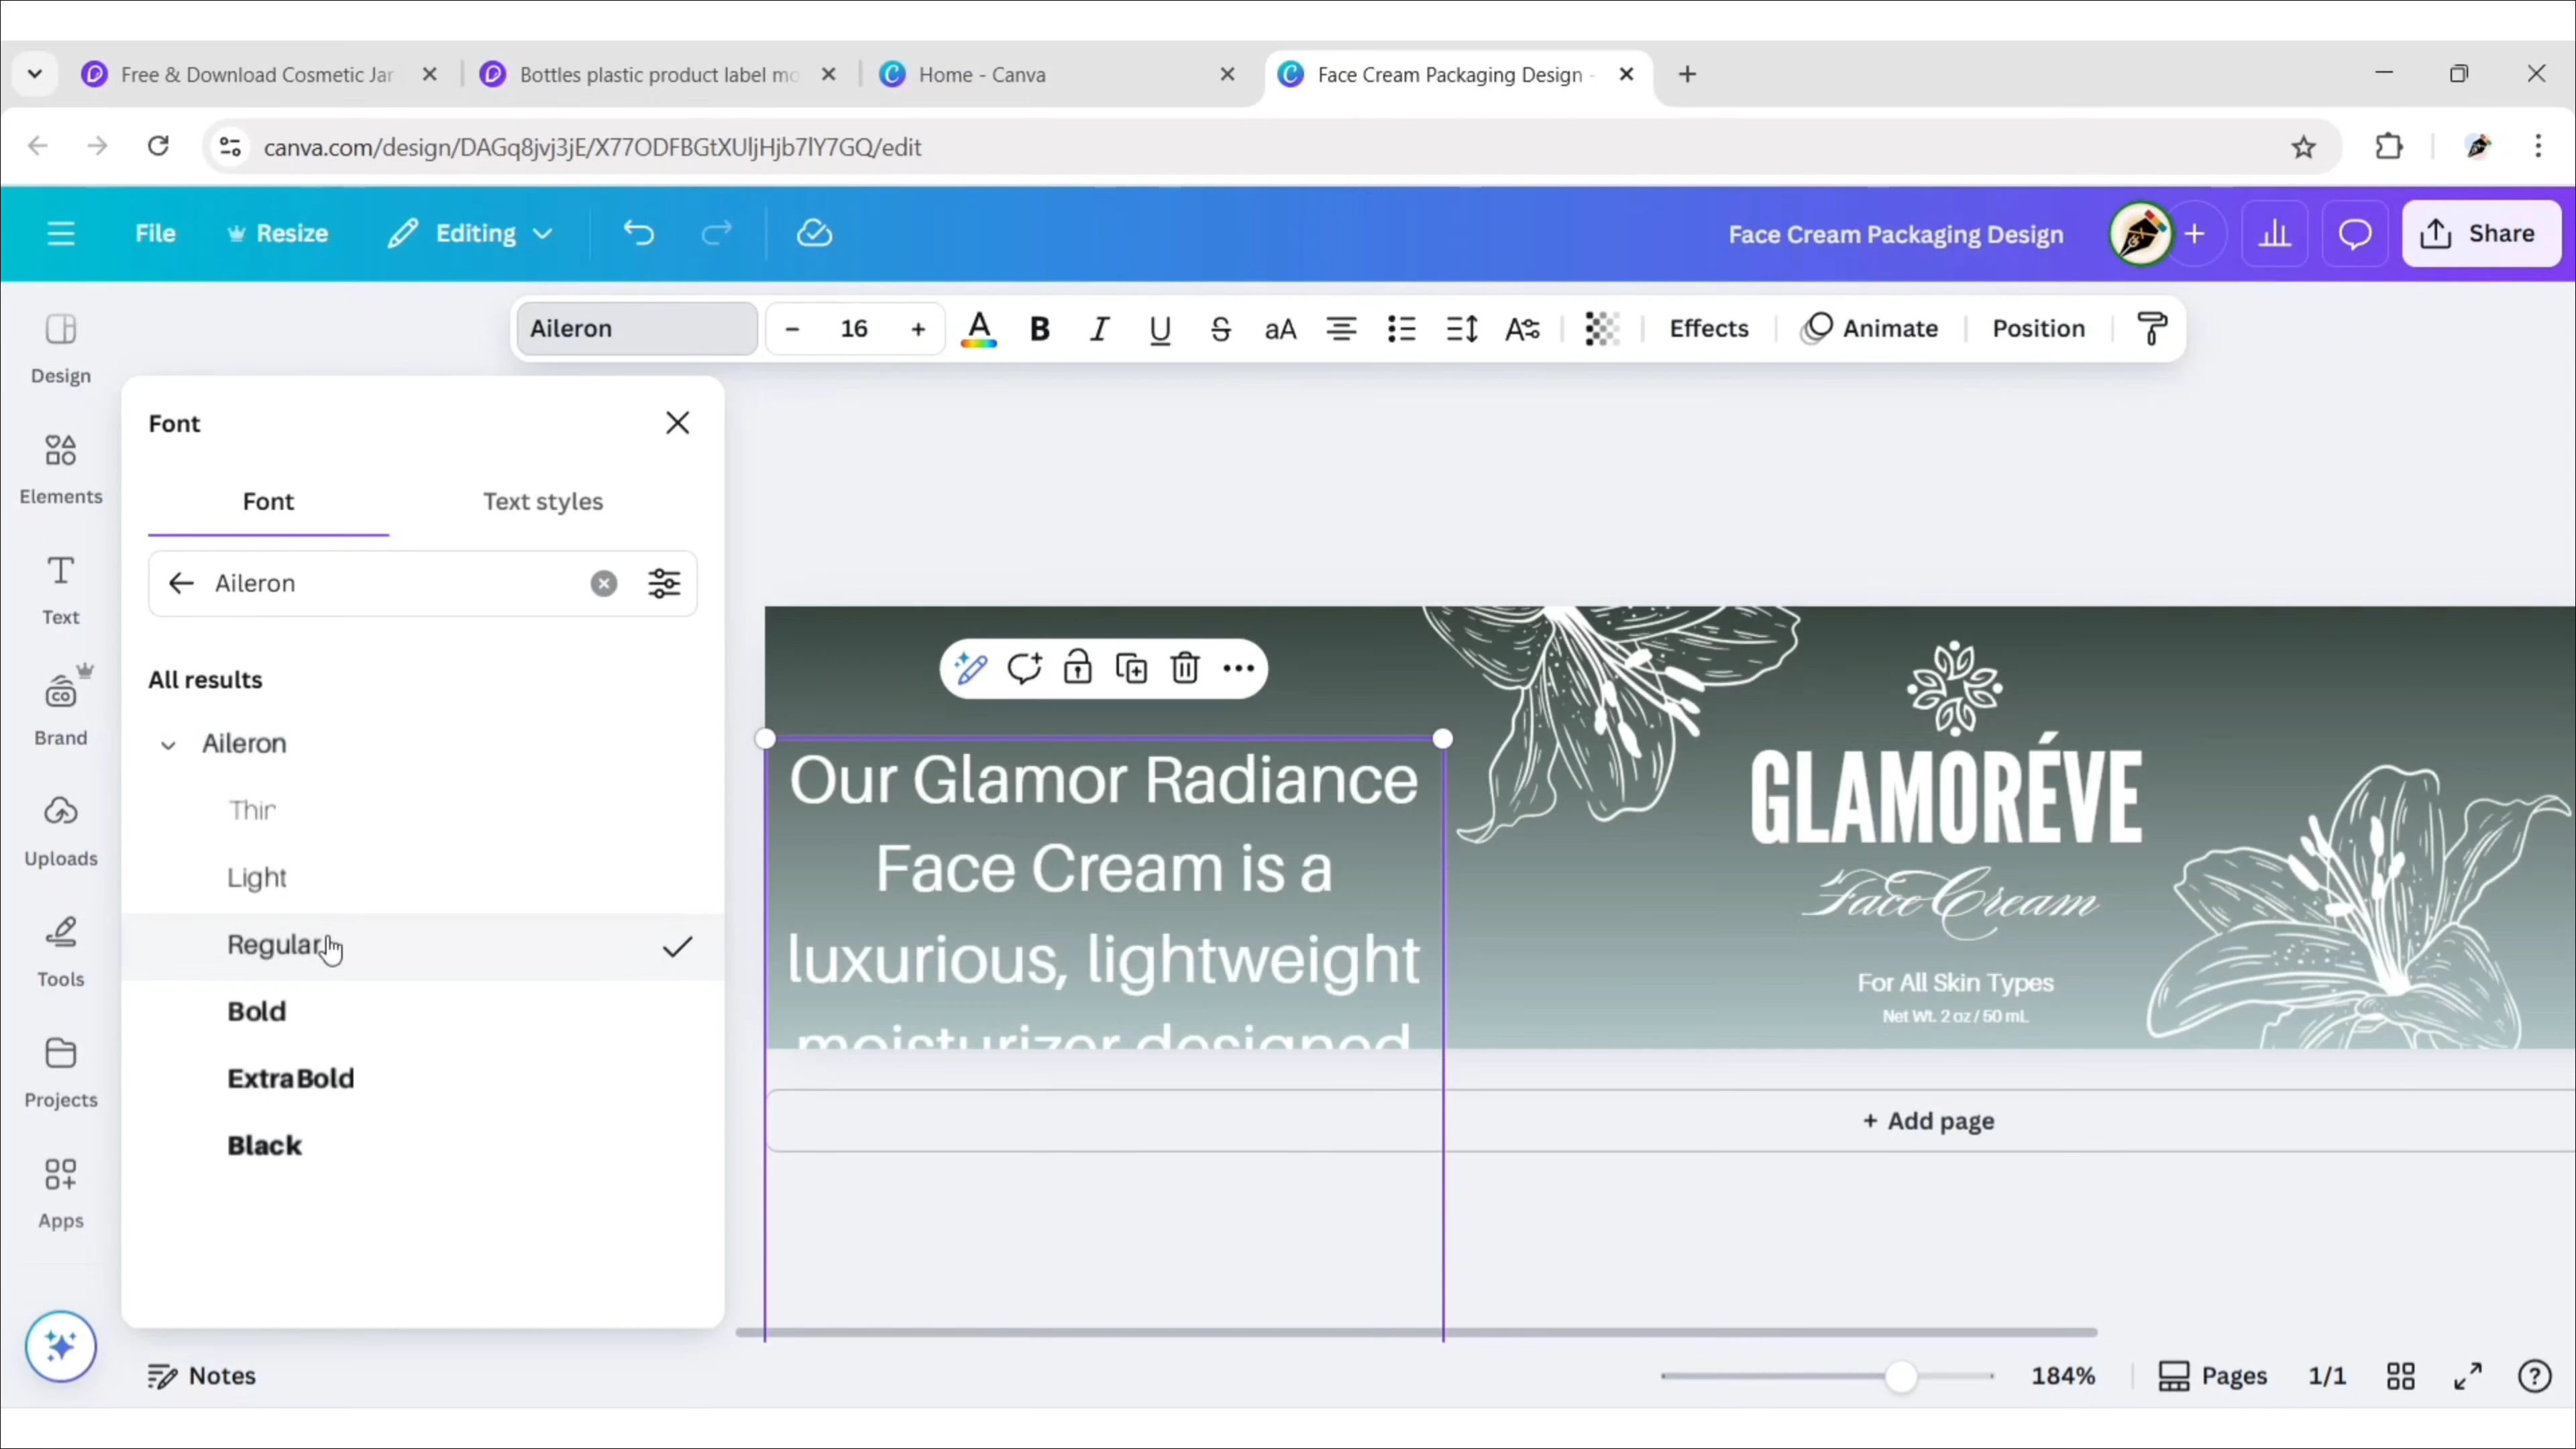 Free & Download Cosmetic Jar
Bottles plastic product label mo
Home - Canva
Face Cream Packaging Design -
canva.com/design/DAGq8jvj3jE/X77ODFBGtXUljHjb7lY7GQ/edit
File
Resize
Editing
Face Cream Packaging Design
Share
Aileron
16
A
B
I
U
S
aA
Effects
Animate
Position
Design
Elements
Text
Brand
Uploads
Tools
Projects
Apps
Font
Font
Text styles
Aileron
All results
Aileron
Thin
Light
Regular
Bold
ExtraBold
Black
Our Glamor Radiance
Face Cream is a
luxurious, lightweight
moisturizer designed
GLAMORÉVE
Face Cream
For All Skin Types
Net Wt. 2 oz / 50 mL
+ Add page
Notes
184%
Pages
1/1